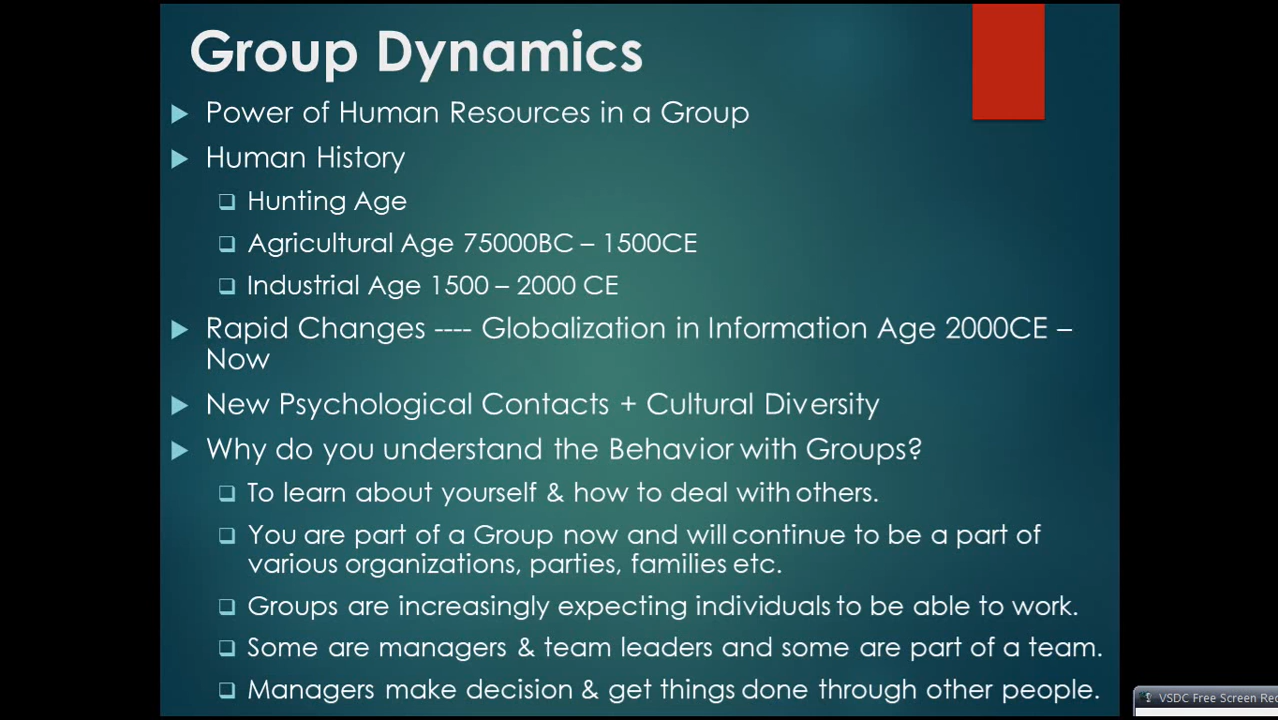 Group Dynamics
Power of Human Resources in a Group
Human History
Hunting Age
Agricultural Age 75000BC – 1500CE
Industrial Age 1500 – 2000 CE
Rapid Changes ---- Globalization in Information Age 2000CE –
Now
New Psychological Contacts + Cultural Diversity
Why do you understand the Behavior with Groups?
To learn about yourself & how to deal with others.
You are part of a Group now and will continue to be a part of
various organizations, parties, families etc.
Groups are increasingly expecting individuals to be able to work.
Some are managers & team leaders and some are part of a team.
Managers make decision & get things done through other people.
VSDC Free Screen Rec